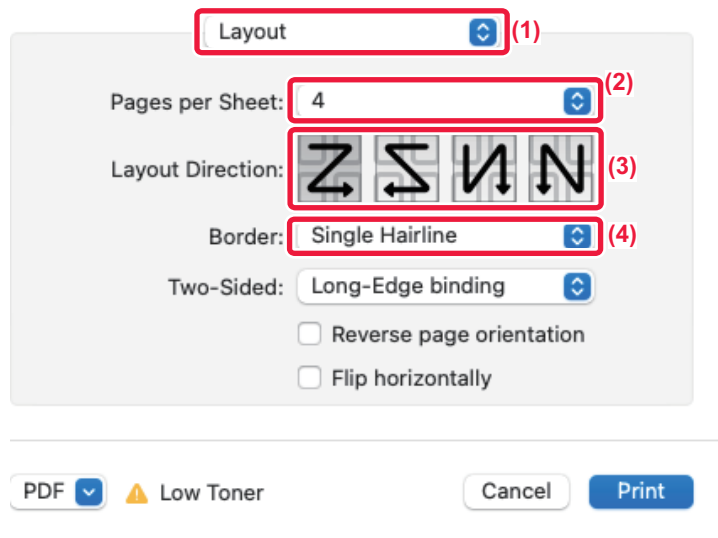 Layout (1)
Pages per Sheet: 4 (2)
Layout Direction: (3)
Border: Single Hairline (4)
Two-Sided: Long-Edge binding
Reverse page orientation
Flip horizontally
PDF Low Toner Cancel Print